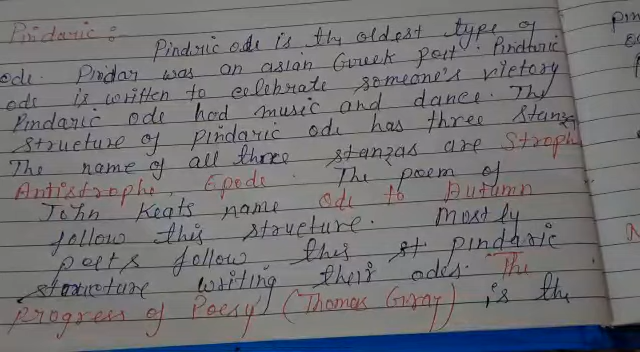 Pindaric :
Pindric ode is the oldest type of
ode. Pindar was an asian Greek poet. Pindaric
ode is written to celebrate someone's victory
Pindaric ode had music and dance. The
structure of pindaric ode has three stanza
The name of all three stanzas are Stroph
Antistrophe, Epode. The poem of
John Keats name ode to Autumn
follow this structure. Mostly
poets follow this st pindaric
structure writing their odes. The
Progress of Poesy (Thomas Gray) is the